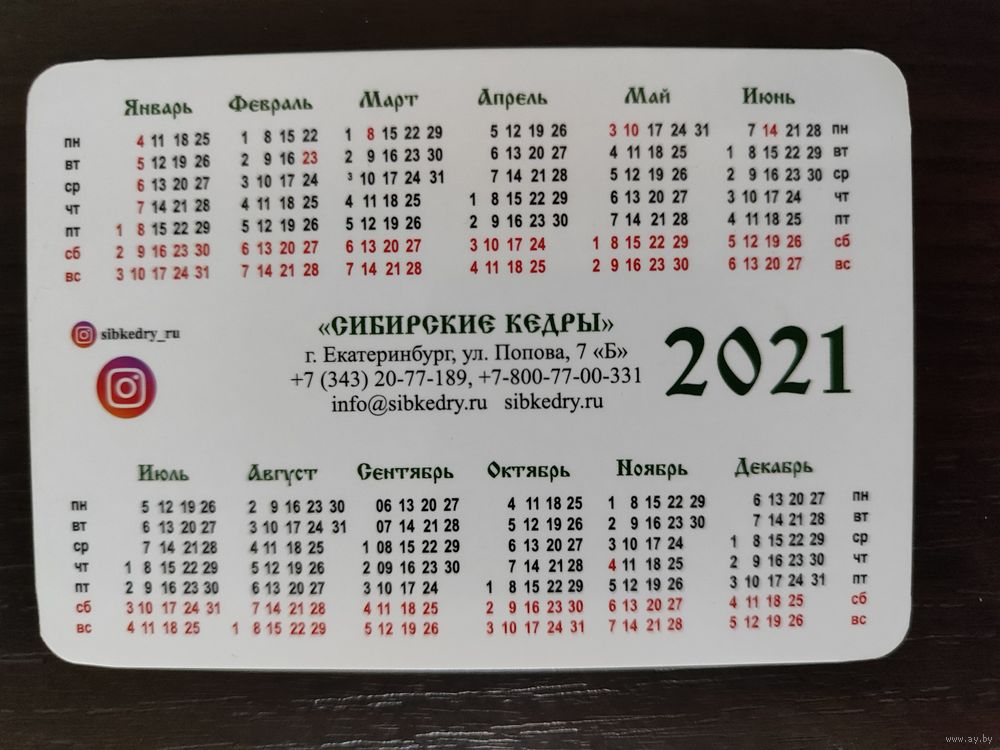 Январь Февраль Март Апрель Май Июнь
пн 4 11 18 25 1 8 15 22 1 8 15 22 29 5 12 19 26 3 10 17 24 31 7 14 21 28 пн
вт 5 12 19 26 2 9 16 23 2 9 16 23 30 6 13 20 27 4 11 18 25 1 8 15 22 29 вт
ср 6 13 20 27 3 10 17 24 3 10 17 24 31 7 14 21 28 5 12 19 26 2 9 16 23 30 ср
чт 7 14 21 28 4 11 18 25 4 11 18 25 1 8 15 22 29 6 13 20 27 3 10 17 24 чт
пт 1 8 15 22 29 5 12 19 26 5 12 19 26 2 9 16 23 30 7 14 21 28 4 11 18 25 пт
сб 2 9 16 23 30 6 13 20 27 6 13 20 27 3 10 17 24 1 8 15 22 29 5 12 19 26 сб
вс 3 10 17 24 31 7 14 21 28 7 14 21 28 4 11 18 25 2 9 16 23 30 6 13 20 27 вс
sibkedry_ru
«СИБИРСКИЕ КЕДРЫ»
г. Екатеринбург, ул. Попова, 7 «Б»
+7 (343) 20-77-189, +7-800-77-00-331
info@sibkedry.ru sibkedry.ru
2021
Июль Август Сентябрь Октябрь Ноябрь Декабрь
пн 5 12 19 26 2 9 16 23 30 06 13 20 27 4 11 18 25 1 8 15 22 29 6 13 20 27 пн
вт 6 13 20 27 3 10 17 24 31 07 14 21 28 5 12 19 26 2 9 16 23 30 7 14 21 28 вт
ср 7 14 21 28 4 11 18 25 1 08 15 22 29 6 13 20 27 3 10 17 24 1 8 15 22 29 ср
чт 1 8 15 22 29 5 12 19 26 2 09 16 23 30 7 14 21 28 4 11 18 25 2 9 16 23 30 чт
пт 2 9 16 23 30 6 13 20 27 3 10 17 24 1 8 15 22 29 5 12 19 26 3 10 17 24 31 пт
сб 3 10 17 24 31 7 14 21 28 4 11 18 25 2 9 16 23 30 6 13 20 27 4 11 18 25 сб
вс 4 11 18 25 1 8 15 22 29 5 12 19 26 3 10 17 24 31 7 14 21 28 5 12 19 26 вс
www.ay.by